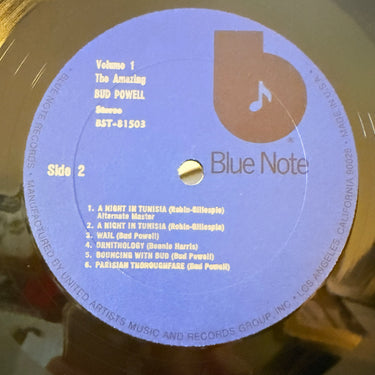 Volume 1
The Amazing
BUD POWELL
Stereo
BST-81503
®
Blue Note
Side 2
1. A NIGHT IN TUNISIA (Robin-Gillespie)
Alternate Master
2. A NIGHT IN TUNISIA (Robin-Gillespie)
3. WAIL (Bud Powell)
4. ORNITHOLOGY (Bennie Harris)
5. BOUNCING WITH BUD (Bud Powell)
6. PARISIAN THOROUGHFARE (Bud Powell)
BLUE NOTE RECORDS • MANUFACTURED BY UNITED ARTISTS MUSIC AND RECORDS GROUP, INC. • LOS ANGELES, CALIFORNIA 90028 • MADE IN U.S.A.